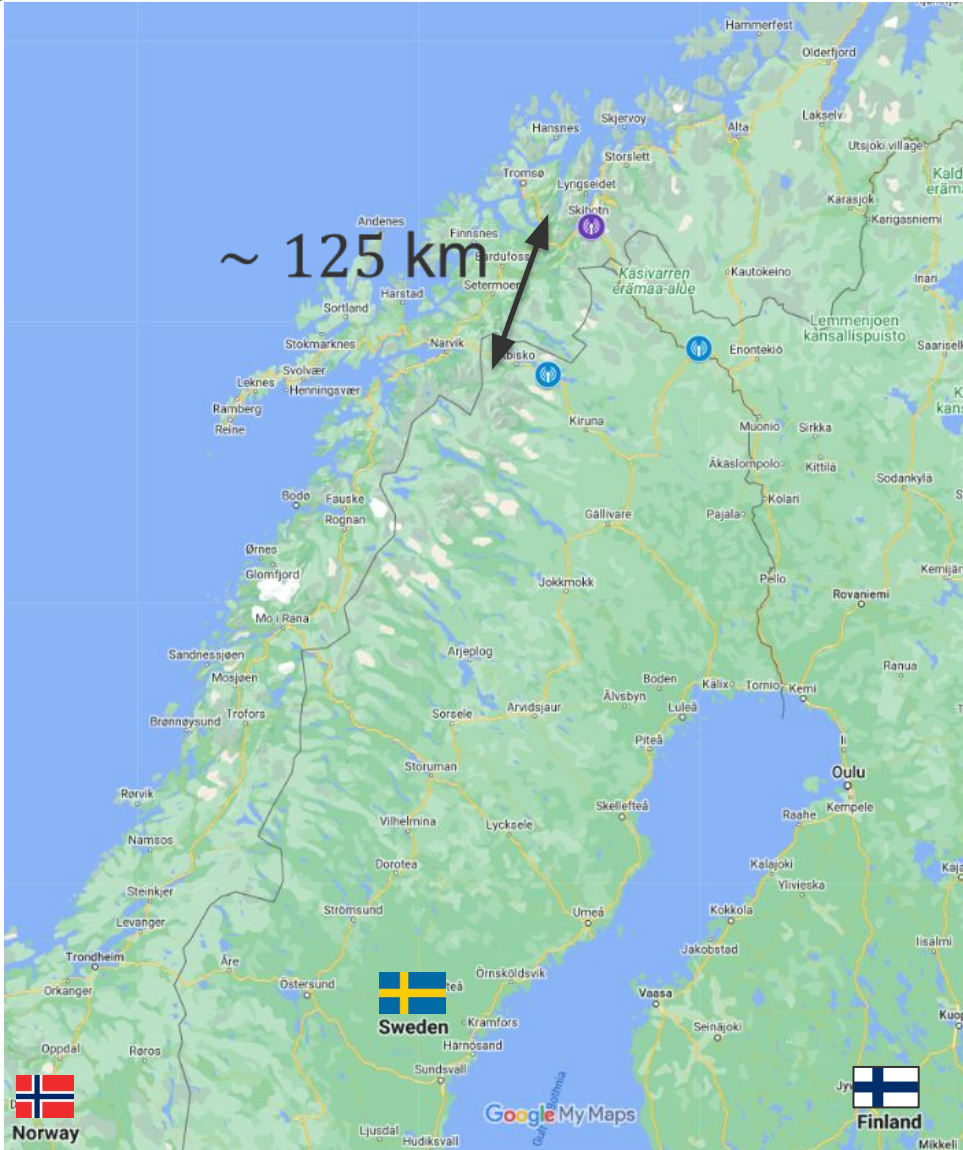 Hammerfest
Olderfjord
Lakselv
Skjervoy
Alta
Hansnes
Utsjoki village
Storslett
Tromsø
Lyngseidet
Karasjok
Skibotn
Karigasniemi
Andenes
Finnsnes
~ 125 km
Bardufoss
Kautokeino
Käsivarren
erämaa-alue
Inari
Setermoen
Harstad
Sortland
Lemmenjoen
kansallispuisto
Stokmarknes
Narvik
Enontekiö
Svolvær
Leknes
Henningsvær
Ramberg
Reine
Kiruna
Muonio
Sirkka
Äkäslompolo
Kittilä
Sodankylä
Bodø
Fauske
Kolari
Rognan
Gällivare
Pajala
Ørnes
Glomfjord
Jokkmokk
Pello
Rovaniemi
Mo i Rana
Sandnessjøen
Arjeplog
Ranua
Mosjøen
Boden
Kalix
Tornio
Kemi
Älvsbyn
Luleå
Brønnøysund
Trofors
Sorsele
Arvidsjaur
Piteå
Ii
Storuman
Oulu
Rørvik
Skellefteå
Kempele
Raahe
Vilhelmina
Lycksele
Namsos
Dorotea
Kalajoki
Ylivieska
Steinkjer
Strömsund
Umeå
Kokkola
Levanger
Iisalmi
Jakobstad
Trondheim
Åre
Örnsköldsvik
Östersund
Orkanger
Vaasa
Sweden
Kramfors
Seinäjoki
Härnösand
Oppdal
Røros
Sundsvall
Gulf of Bothnia
Google My Maps
Norway
Finland
Ljusdal
Hudiksvall
Mikkeli